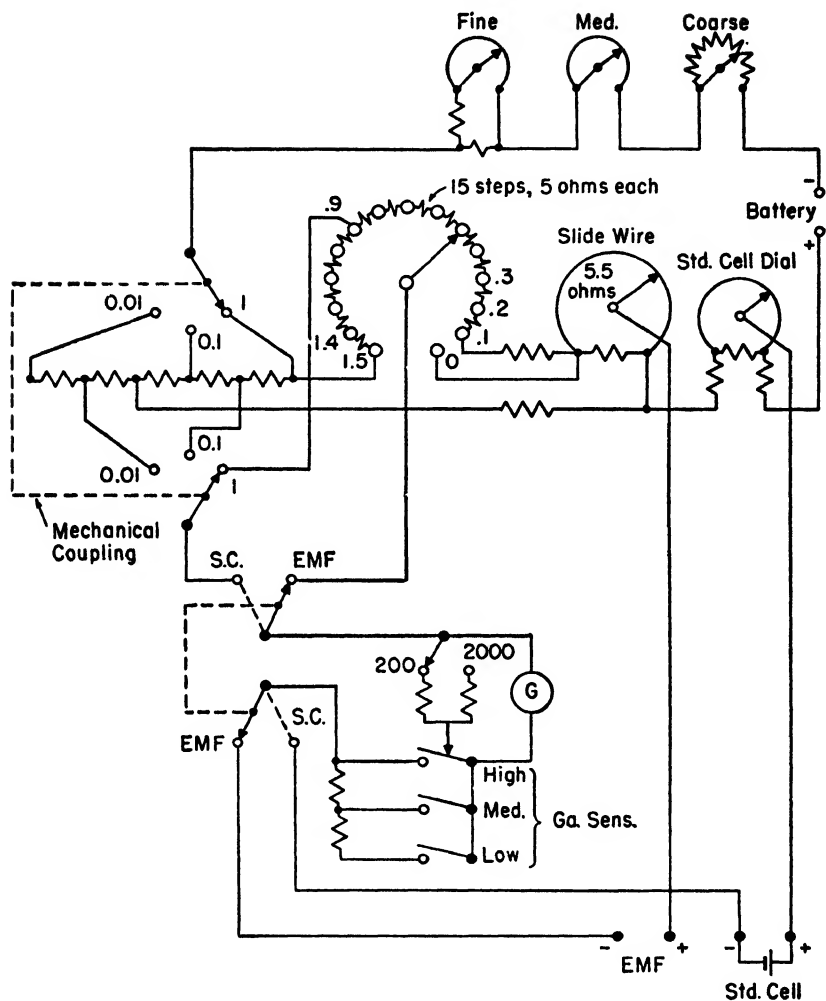 Fine
Med.
Coarse
15 steps, 5 ohms each
.9
-
Battery
+
Slide Wire
5.5
ohms
Std. Cell Dial
0.01
1
0.1
.3
.2
.1
1.4
1.5
0
0.1
0.01
1
Mechanical
Coupling
S.C.
EMF
200
2000
G
S.C.
EMF
High
Med.
Low
Ga. Sens.
-
+
EMF
-
+
Std. Cell